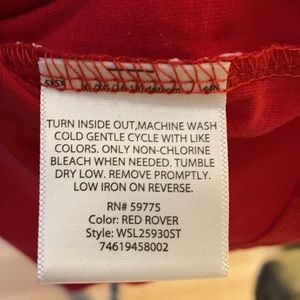 TURN INSIDE OUT,MACHINE WASH
COLD GENTLE CYCLE WITH LIKE
COLORS. ONLY NON-CHLORINE
BLEACH WHEN NEEDED. TUMBLE
DRY LOW. REMOVE PROMPTLY.
LOW IRON ON REVERSE.
RN# 59775
Color: RED ROVER
Style: WSL25930ST
74619458002